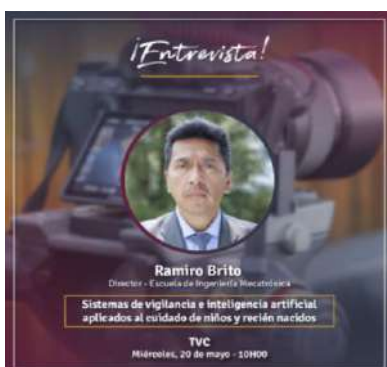 ¡Entrevista!
Ramiro Brito
Director - Escuela de Ingeniería Mecatrónica
Sistemas de vigilancia e inteligencia artificial
aplicados al cuidado de niños y recién nacidos
TVC
Miércoles, 20 de mayo - 10H00